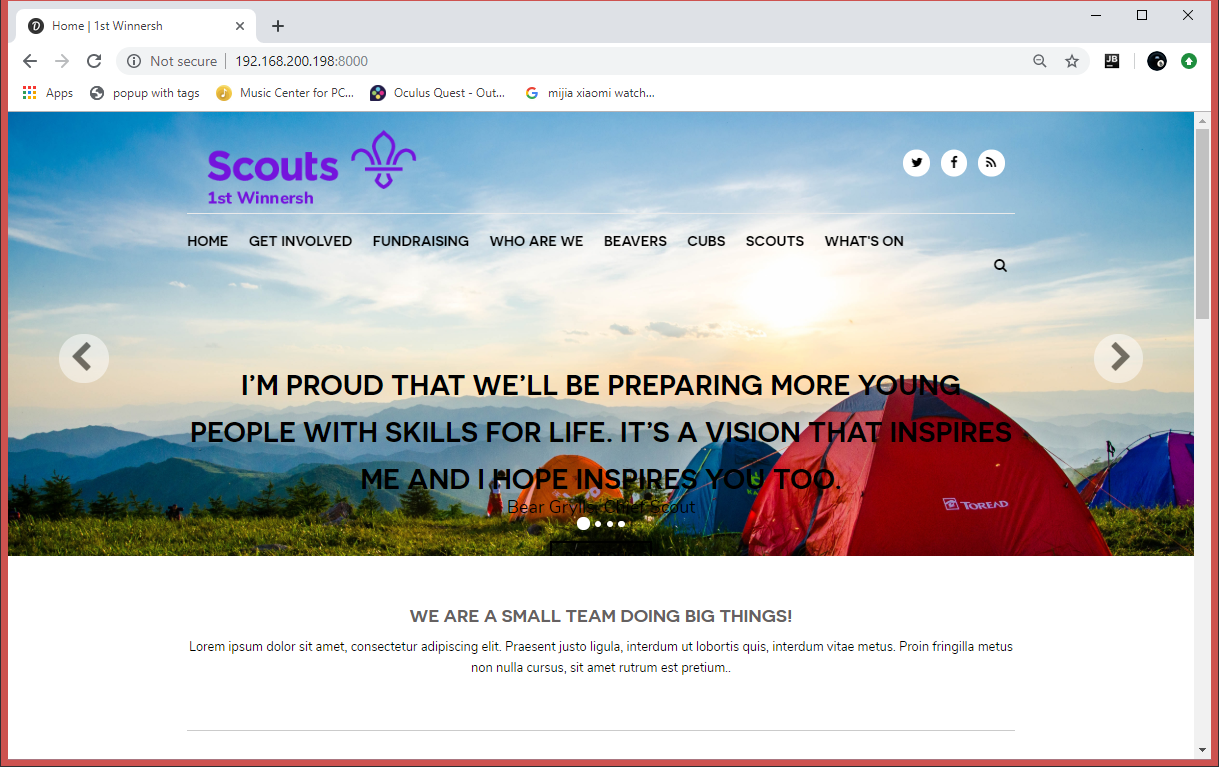 Home | 1st Winnersh
Not secure | 192.168.200.198:8000
JB
Apps popup with tags Music Center for PC... Oculus Quest - Out... mijia xiaomi watch...
Scouts
1st Winnersh
HOME GET INVOLVED FUNDRAISING WHO ARE WE BEAVERS CUBS SCOUTS WHAT'S ON
I'M PROUD THAT WE'LL BE PREPARING MORE YOUNG
PEOPLE WITH SKILLS FOR LIFE. IT'S A VISION THAT INSPIRES
ME AND I HOPE INSPIRES YOU TOO.
TOREAD
Bear Grylls, Chief Scout
WE ARE A SMALL TEAM DOING BIG THINGS!
Lorem ipsum dolor sit amet, consectetur adipiscing elit. Praesent justo ligula, interdum ut lobortis quis, interdum vitae metus. Proin fringilla metus
non nulla cursus, sit amet rutrum est pretium..